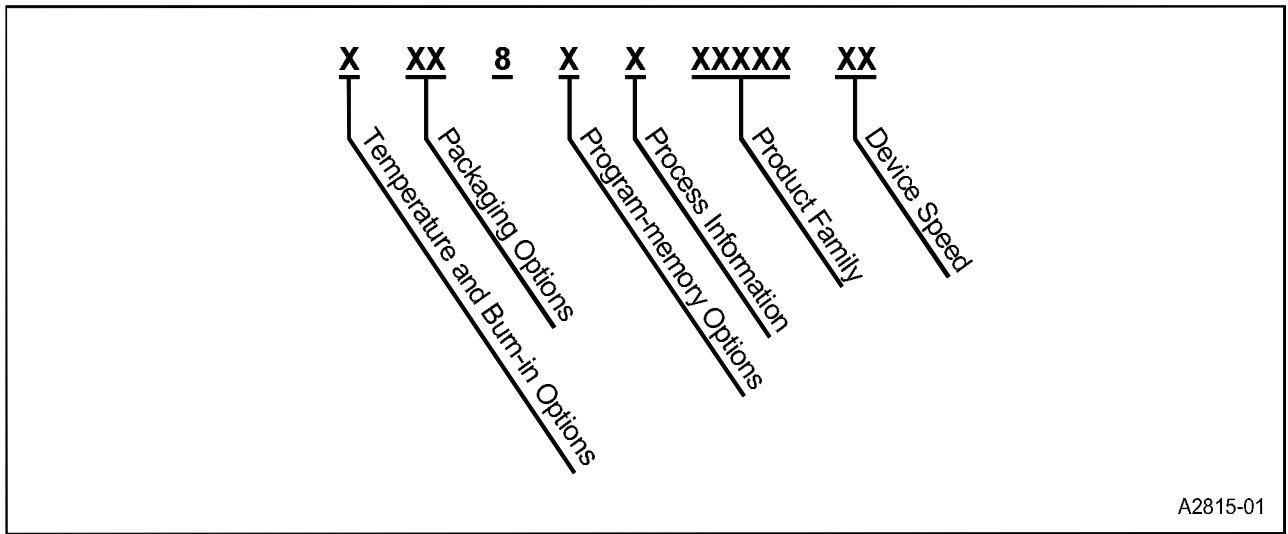 X XX 8 X X XXXXX XX
Temperature and Burn-in Options
Packaging Options
Program-memory Options
Process Information
Product Family
Device Speed
A2815-01